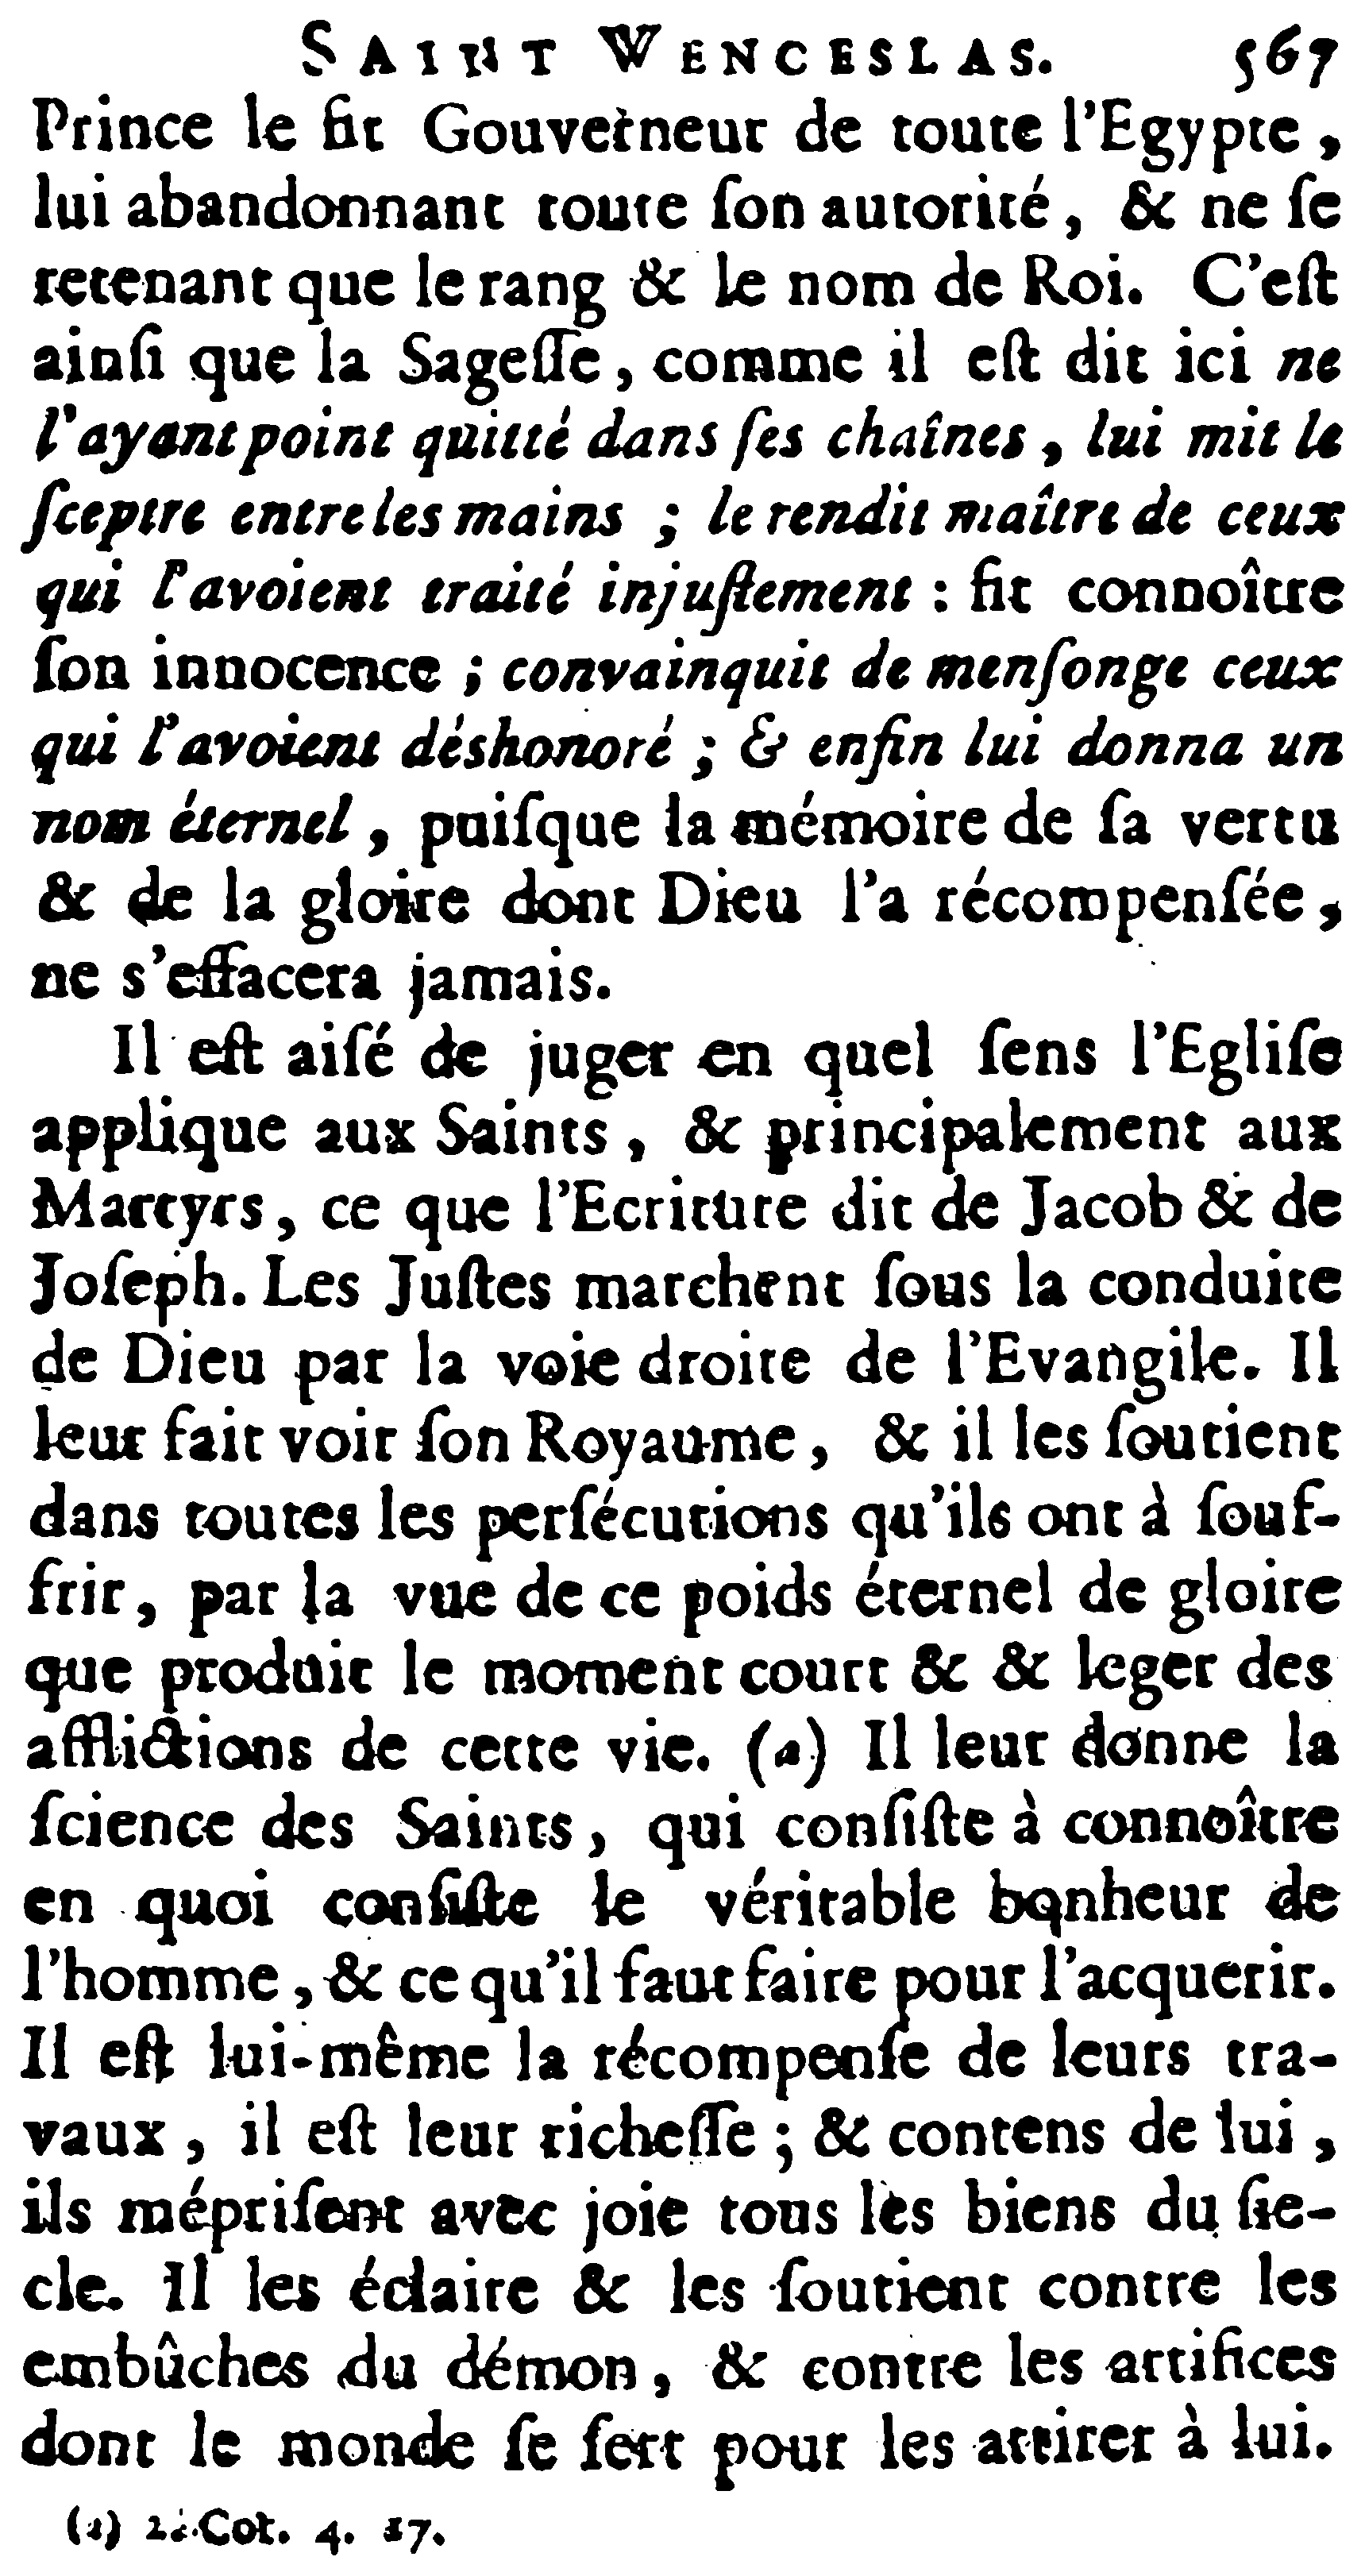 SAINT WENCESLAS. 567
Prince le fit Gouverneur de toute l'Egypte,
lui abandonnant toute ſon autorité, & ne ſe
retenant que le rang & le nom de Roi. C'eſt
ainſi que la Sageſſe, comme il eſt dit ici ne
l'ayant point quitté dans ſes chaînes, lui mit le
ſceptre entre les mains ; le rendit maître de ceux
qui l'avoient traité injuſtement : fit connoître
ſon innocence ; convainquit de menſonge ceux
qui l'avoient déshonoré ; & enfin lui donna un
nom éternel, puiſque la mémoire de ſa vertu
& de la gloire dont Dieu l'a récompenſée,
ne s'effacera jamais.
Il eſt aiſé de juger en quel ſens l'Egliſe
applique aux Saints, & principalement aux
Martyrs, ce que l'Ecriture dit de Jacob & de
Joſeph. Les Juſtes marchent ſous la conduite
de Dieu par la voie droite de l'Evangile. Il
leur fait voir ſon Royaume, & il les ſoutient
dans toutes les perſécutions qu'ils ont à ſouf-
frir, par la vue de ce poids éternel de gloire
que produit le moment court & & leger des
afflictions de cette vie. (a) Il leur donne la
ſcience des Saints, qui conſiſte à connoître
en quoi conſiſte le véritable bonheur de
l'homme, & ce qu'il faut faire pour l'acquerir.
Il eſt lui-même la récompenſe de leurs tra-
vaux, il eſt leur richeſſe ; & contens de lui,
ils mépriſent avec joie tous les biens du ſie-
cle. Il les éclaire & les ſoutient contre les
embûches du démon, & contre les artifices
dont le monde ſe ſert pour les attirer à lui.
(a) 2. Cor. 4. 17.